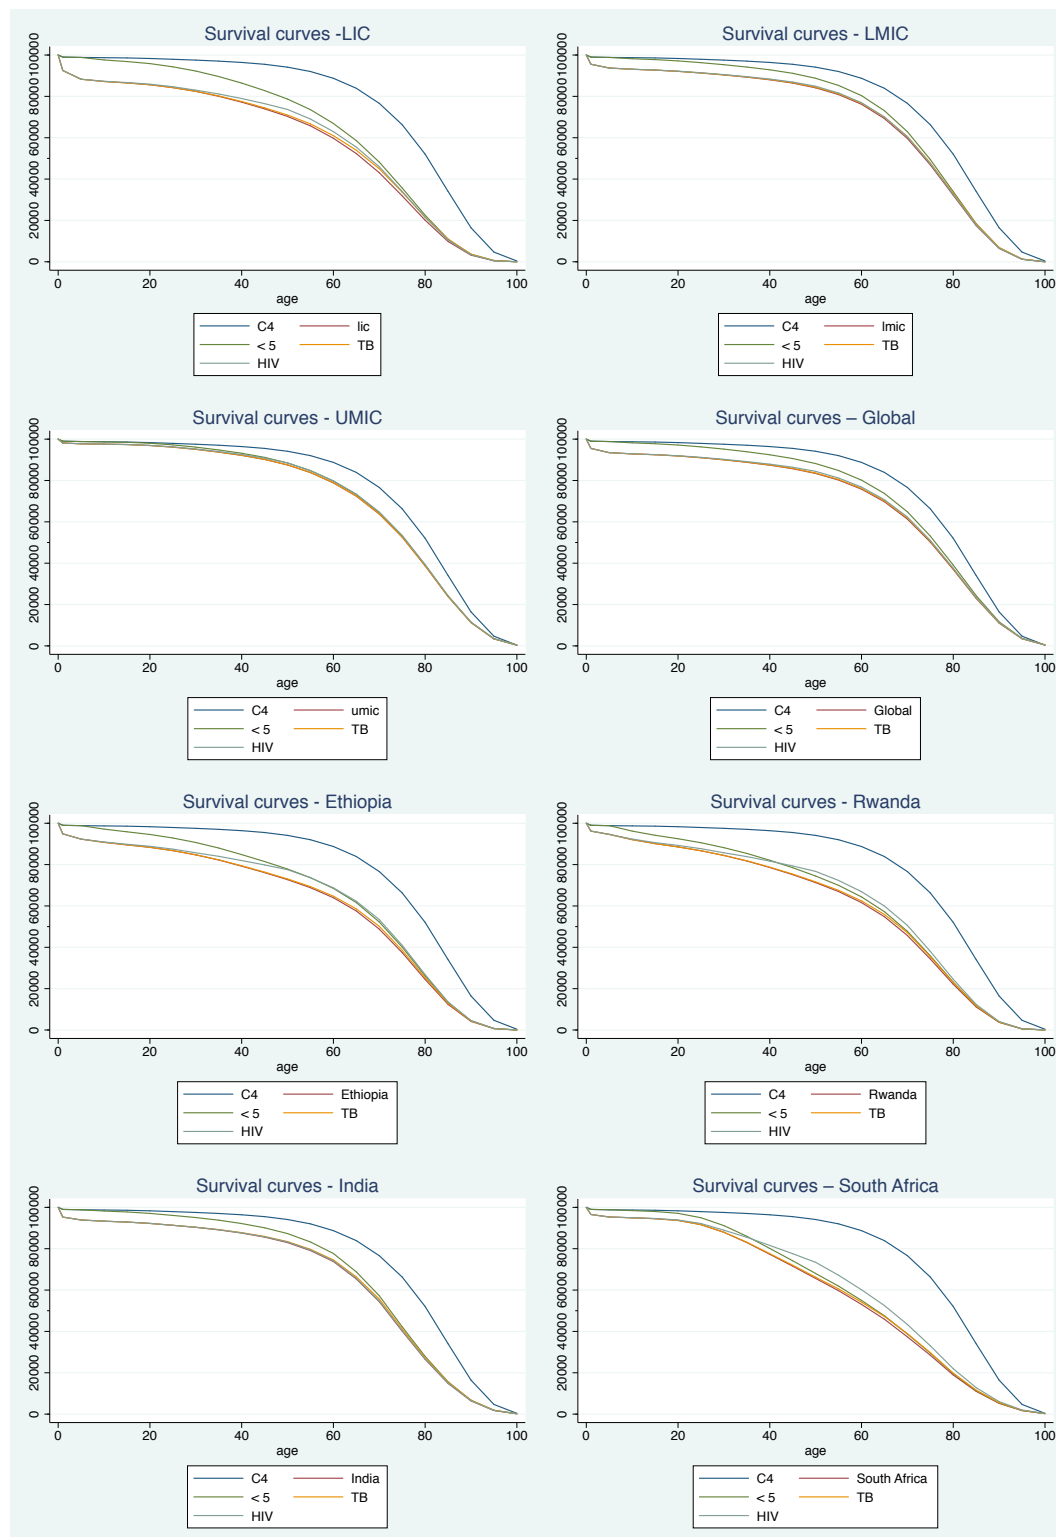 Survival curves -LIC
100000
80000
60000
40000
20000
0
0 20 40 60 80 100
age
C4 lic
< 5 TB
HIV
Survival curves - LMIC
100000
80000
60000
40000
20000
0
0 20 40 60 80 100
age
C4 lmic
< 5 TB
HIV
Survival curves - UMIC
100000
80000
60000
40000
20000
0
0 20 40 60 80 100
age
C4 umic
< 5 TB
HIV
Survival curves – Global
100000
80000
60000
40000
20000
0
0 20 40 60 80 100
age
C4 Global
< 5 TB
HIV
Survival curves - Ethiopia
100000
80000
60000
40000
20000
0
0 20 40 60 80 100
age
C4 Ethiopia
< 5 TB
HIV
Survival curves - Rwanda
100000
80000
60000
40000
20000
0
0 20 40 60 80 100
age
C4 Rwanda
< 5 TB
HIV
Survival curves - India
100000
80000
60000
40000
20000
0
0 20 40 60 80 100
age
C4 India
< 5 TB
HIV
Survival curves – South Africa
100000
80000
60000
40000
20000
0
0 20 40 60 80 100
age
C4 South Africa
< 5 TB
HIV